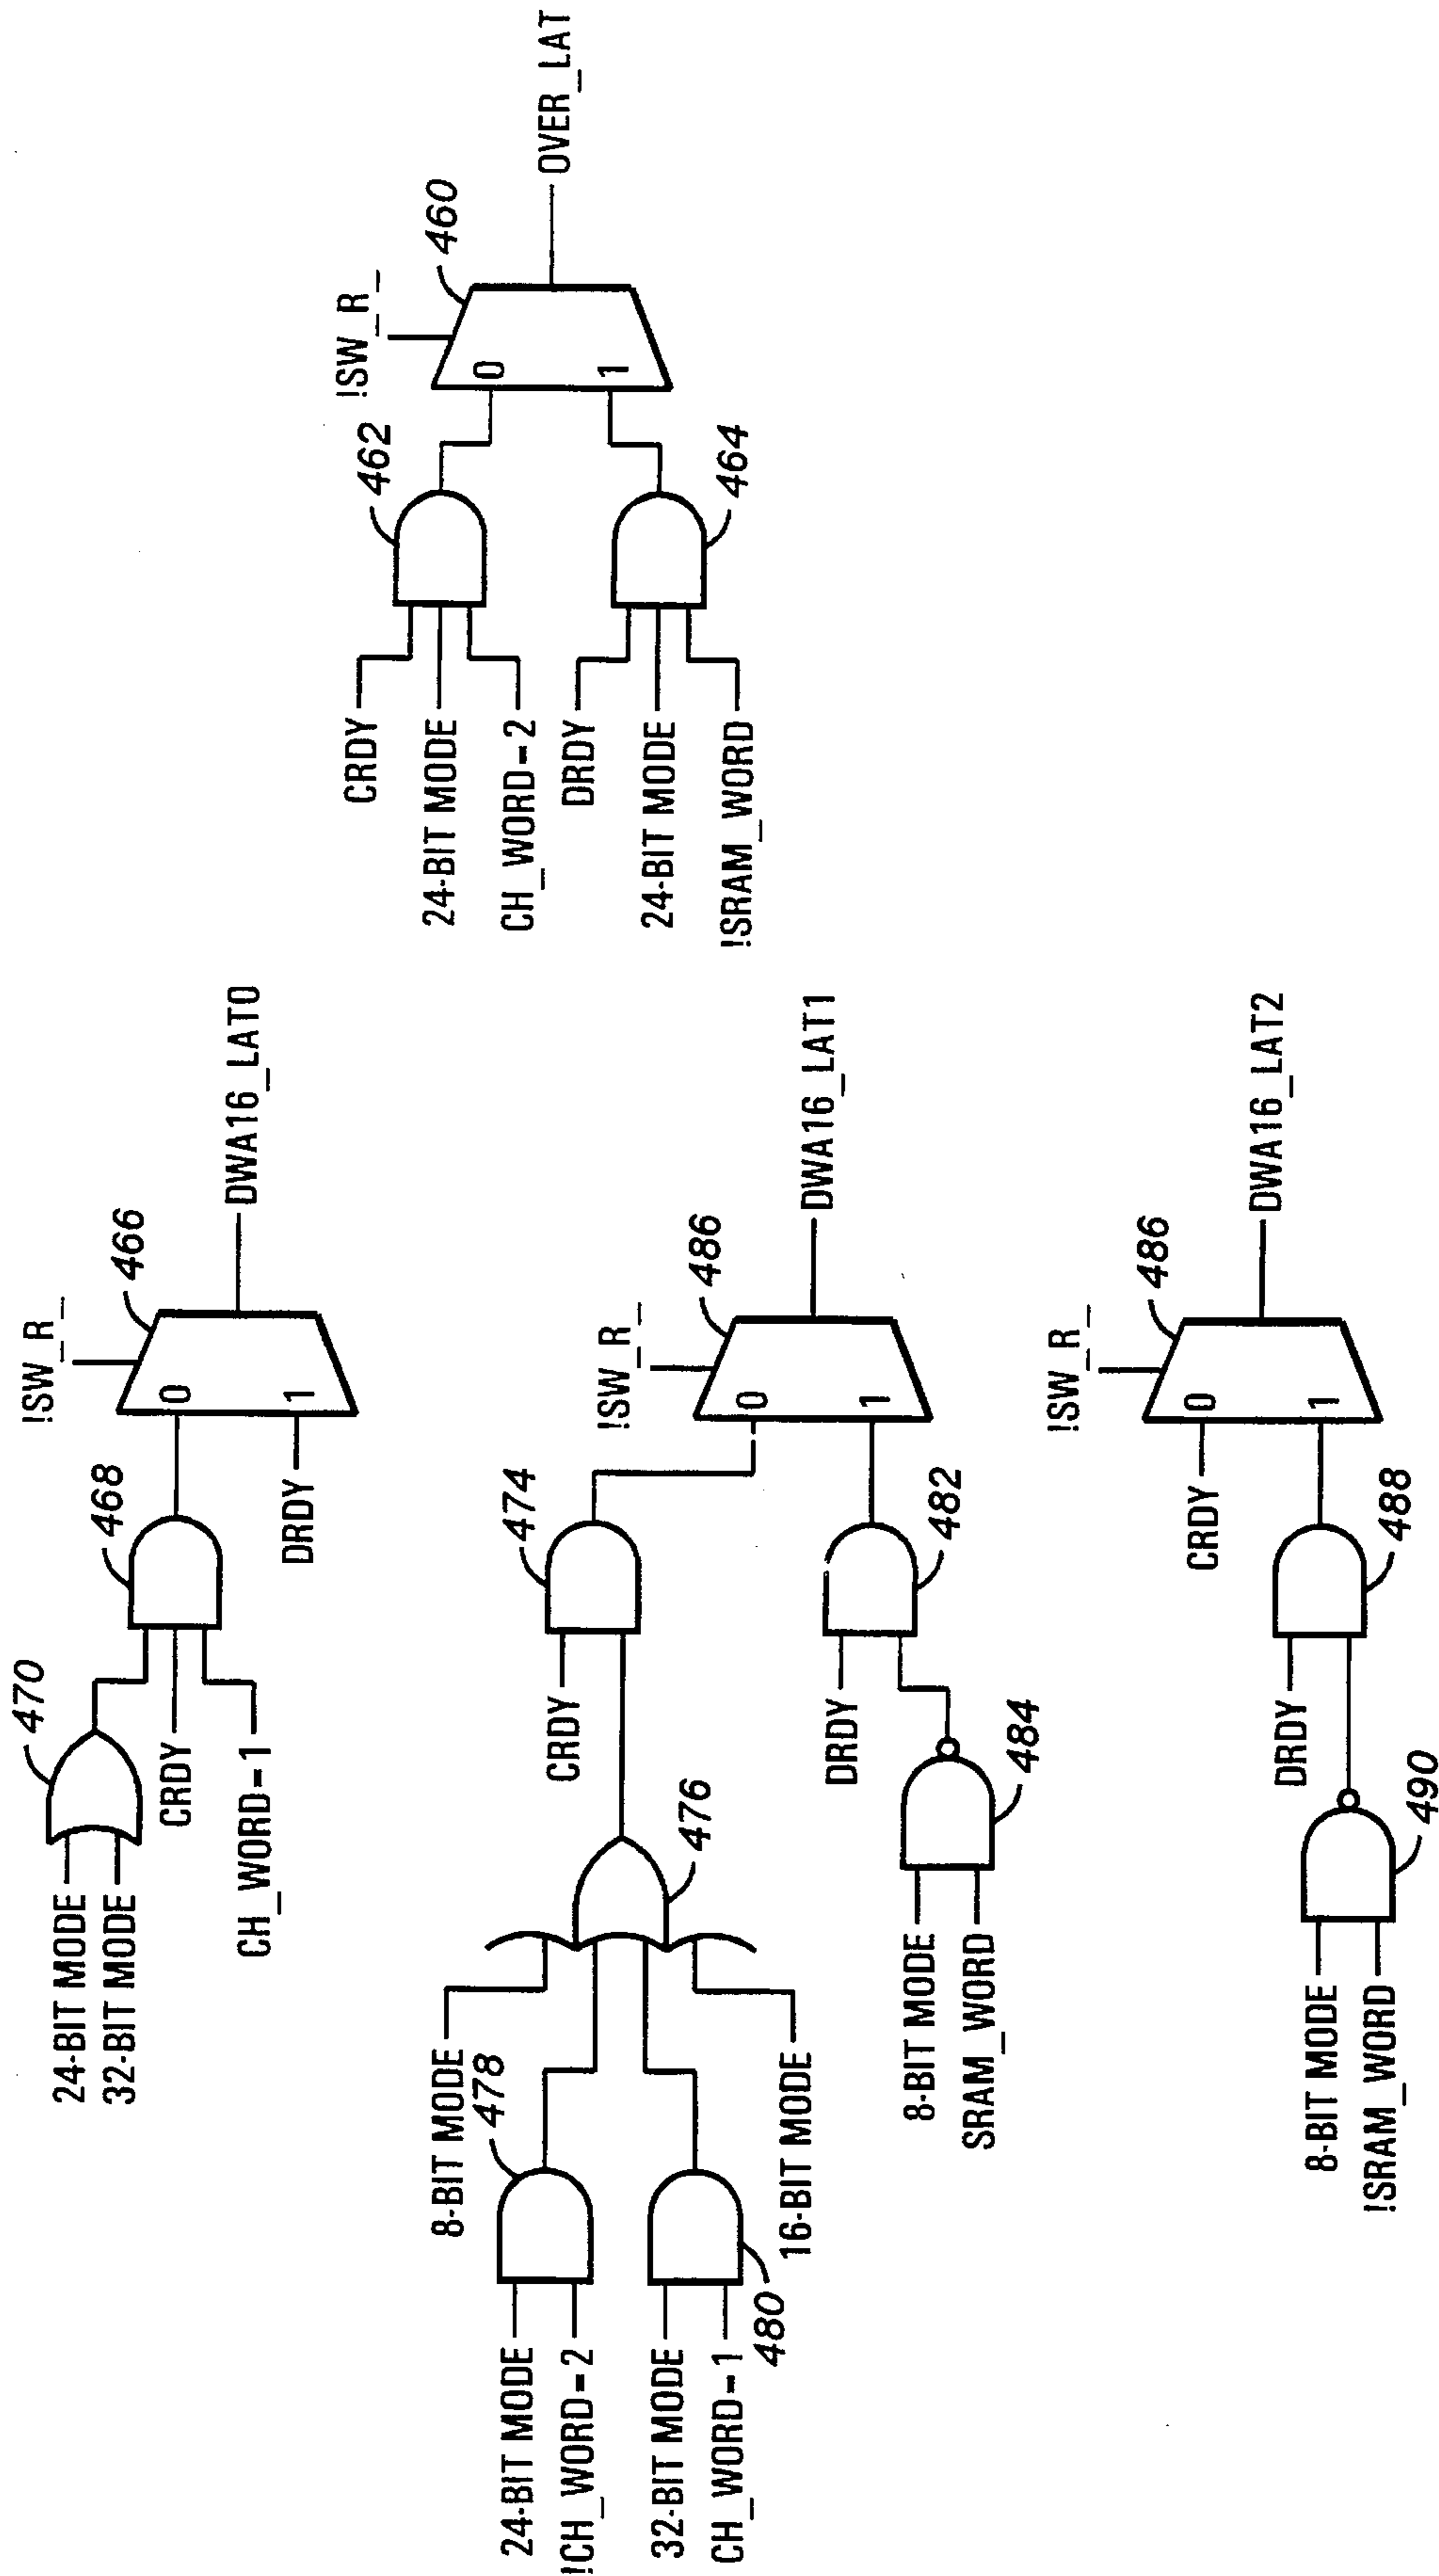 24-BIT MODE
32-BIT MODE
470
CRDY
CH_WORD=1
468
DRDY
!SW_R_
466
0
1
DWA16_LAT0
24-BIT MODE
!CH_WORD=2
478
8-BIT MODE
32-BIT MODE
CH_WORD=1
480
16-BIT MODE
476
CRDY
474
8-BIT MODE
SRAM_WORD
484
DRDY
482
!SW_R_
486
0
1
DWA16_LAT1
8-BIT MODE
!SRAM_WORD
490
DRDY
488
CRDY
!SW_R_
486
0
1
DWA16_LAT2
CRDY
24-BIT MODE
CH_WORD=2
462
DRDY
24-BIT MODE
!SRAM_WORD
464
!SW_R_
460
0
1
OVER_LAT